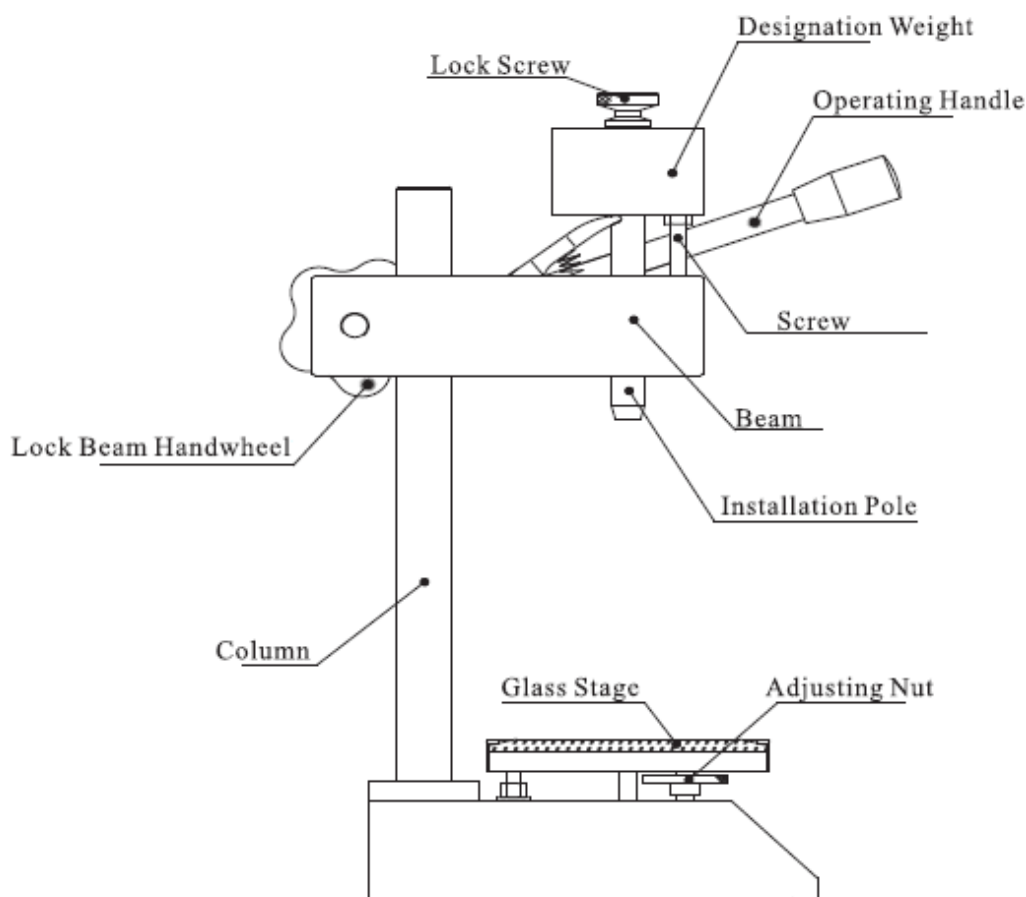 Designation Weight
Lock Screw
Operating Handle
Screw
Beam
Lock Beam Handwheel
Installation Pole
Column
Glass Stage
Adjusting Nut